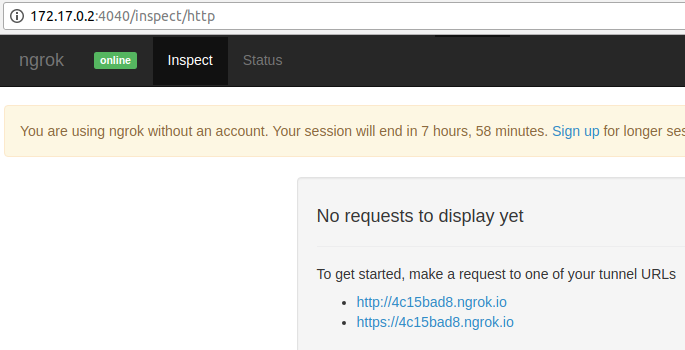 172.17.0.2:4040/inspect/http
ngrok online Inspect Status
You are using ngrok without an account. Your session will end in 7 hours, 58 minutes. Sign up for longer
No requests to display yet
To get started, make a request to one of your tunnel URLs
http://4c15bad8.ngrok.io
https://4c15bad8.ngrok.io